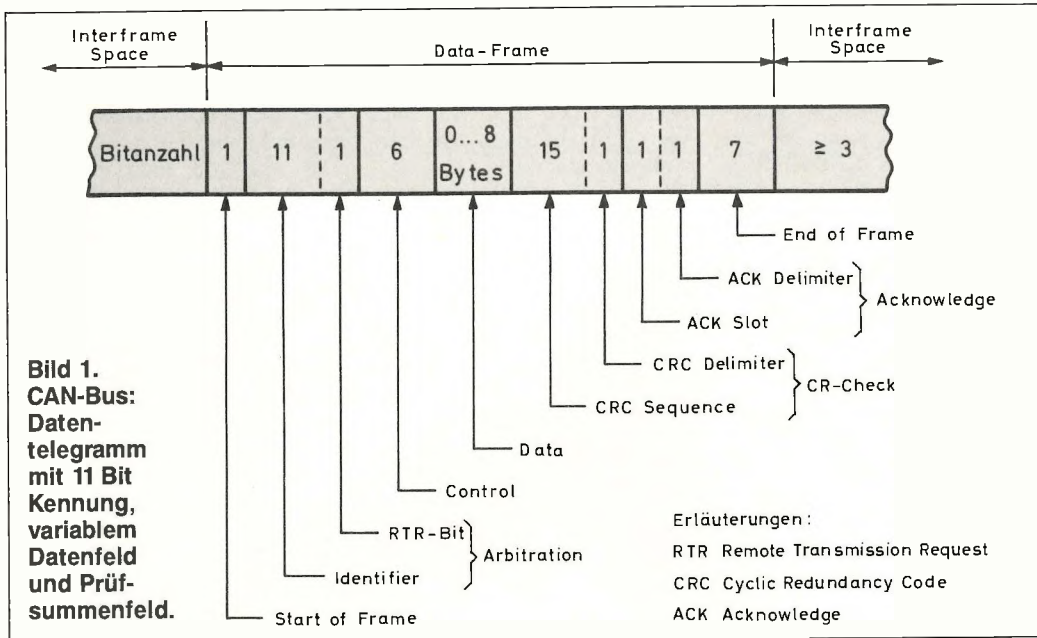 Interframe
Space
Data-Frame
Interframe
Space
Bitanzahl 1 11 1 6 0...8 Bytes 15 1 1 1 7 ≥ 3
End of Frame
ACK Delimiter
Acknowledge
ACK Slot
CRC Delimiter
CR-Check
CRC Sequence
Data
Control
RTR-Bit
Arbitration
Identifier
Start of Frame
Bild 1.
CAN-Bus:
Daten-
telegramm
mit 11 Bit
Kennung,
variablem
Datenfeld
und Prüf-
summenfeld.
Erläuterungen:
RTR Remote Transmission Request
CRC Cyclic Redundancy Code
ACK Acknowledge